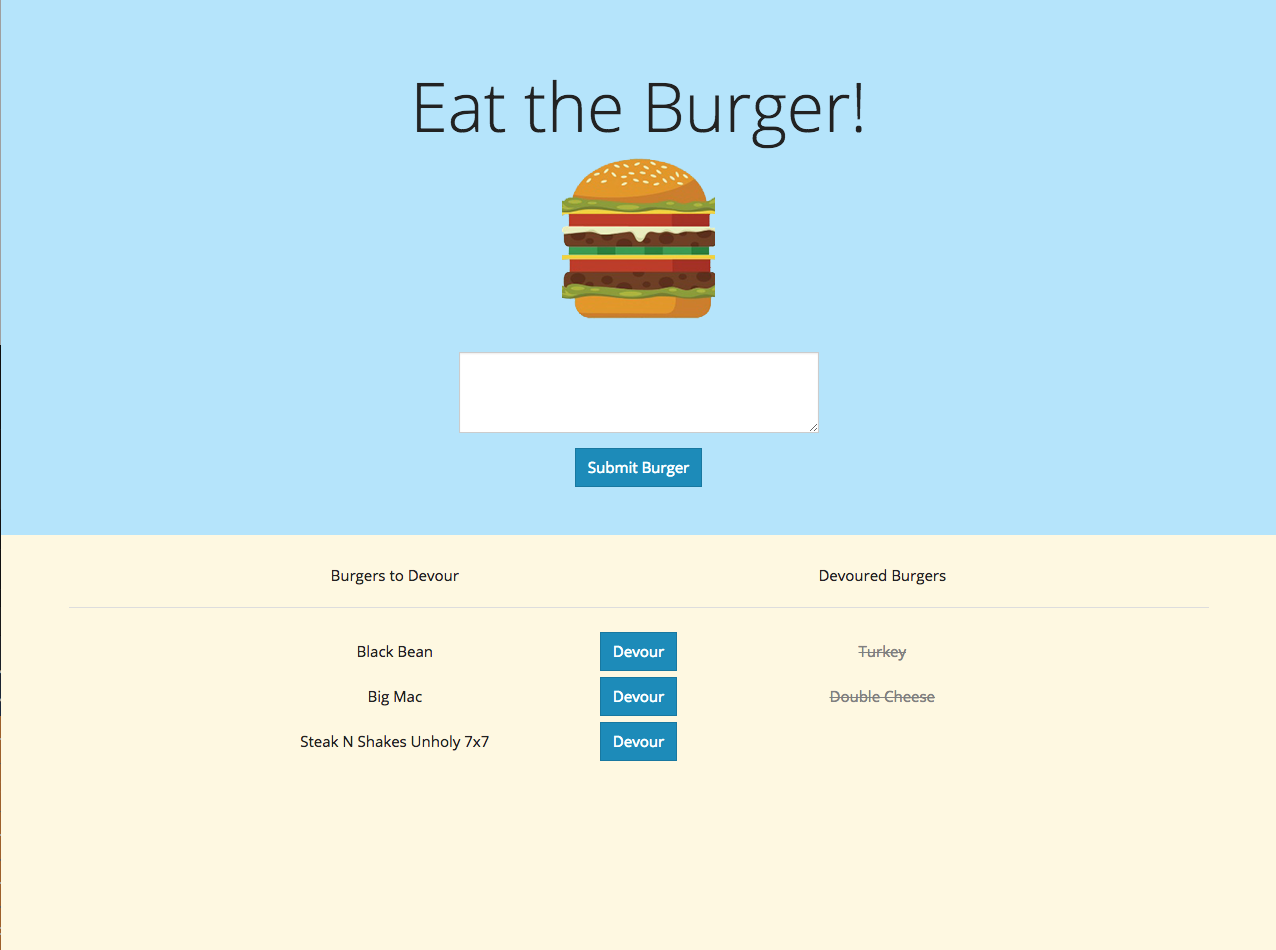 Eat the Burger!
Submit Burger
Burgers to Devour Devoured Burgers
Black Bean Devour Turkey
Big Mac Devour Double Cheese
Steak N Shakes Unholy 7x7 Devour